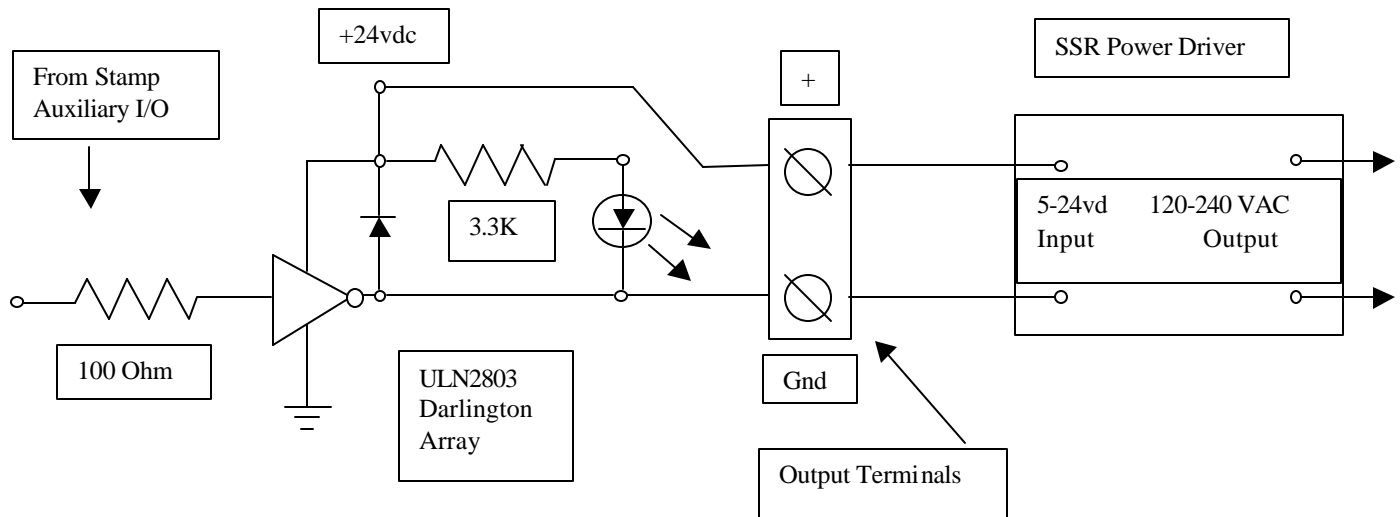 +24vdc
SSR Power Driver
From Stamp
Auxiliary I/O
+
3.3K
5-24vd 120-240 VAC
Input Output
100 Ohm
ULN2803
Darlington
Array
Gnd
Output Terminals